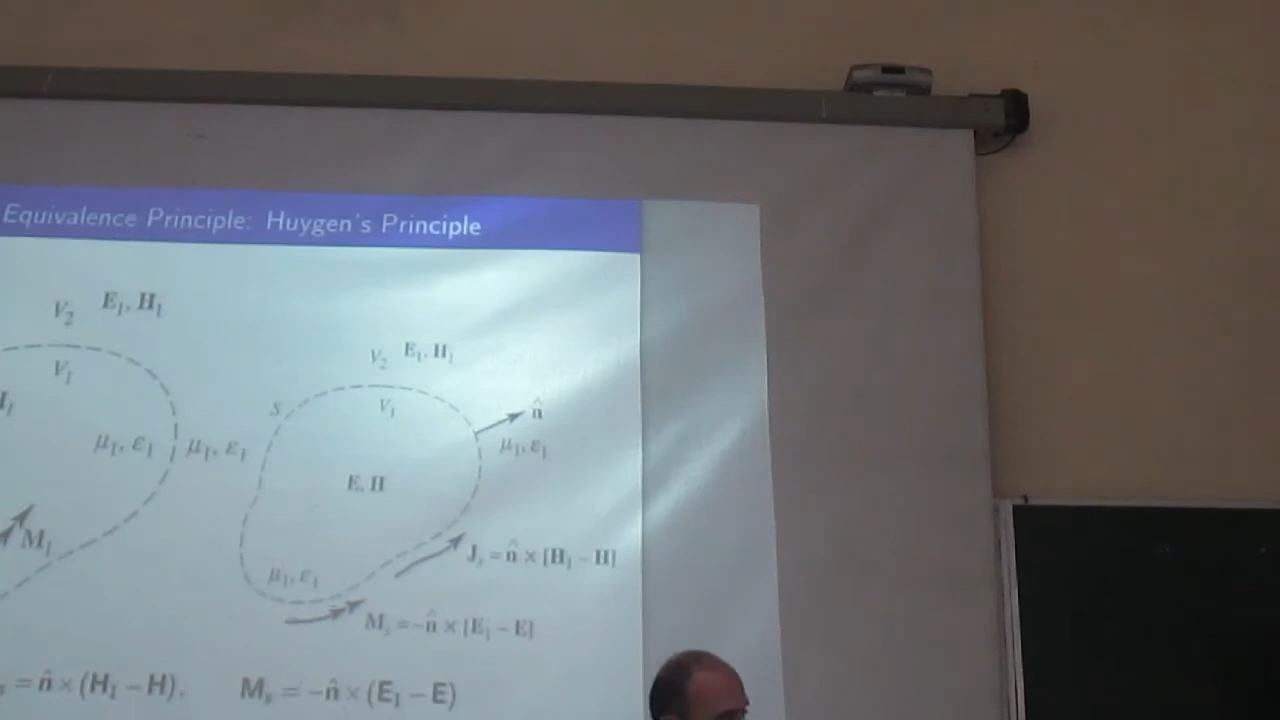 Equivalence Principle: Huygen's Principle
V₂ E₁, H₁
V₁
μ₁, ε₁ μ₁, ε₁
M₁
V₂ E₁, H₁
S V₁
n̂
μ₁, ε₁
E, H
Jₛ = n̂ × [H₁ − H]
μ₁, ε₁
Mₛ = −n̂ × [E₁ − E]
ₛ = n̂ × (H₁ − H), Mₛ = −n̂ × (E₁ − E)